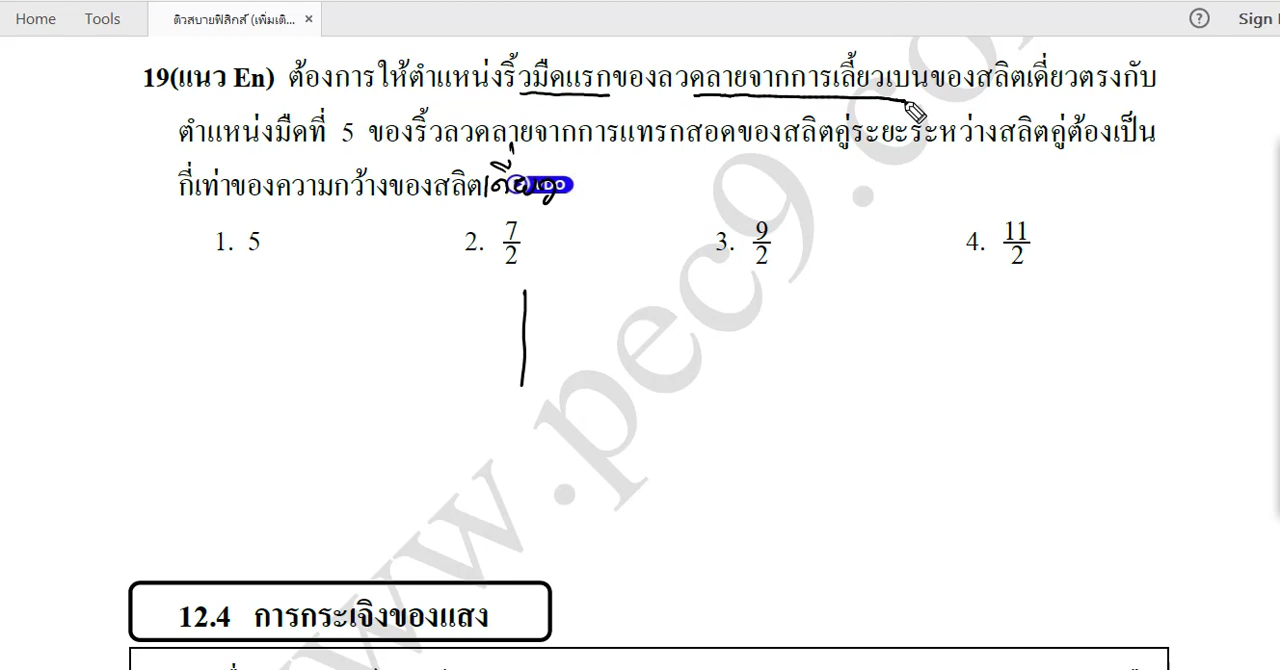 Home Tools ติวสบายฟิสิกส์ (เพิ่มเติ... × ? Sign
19(แนว En) ต้องการให้ตำแหน่งริ้วมืดแรกของลวดลายจากการเลี้ยวเบนของสลิตเดี่ยวตรงกับ
ตำแหน่งมืดที่ 5 ของริ้วลวดลายจากการแทรกสอดของสลิตคู่ระยะระหว่างสลิตคู่ต้องเป็น
กี่เท่าของความกว้างของสลิตเดี่ยว
1. 5 2. 7/2 3. 9/2 4. 11/2
www.pec9.com
12.4 การกระเจิงของแสง